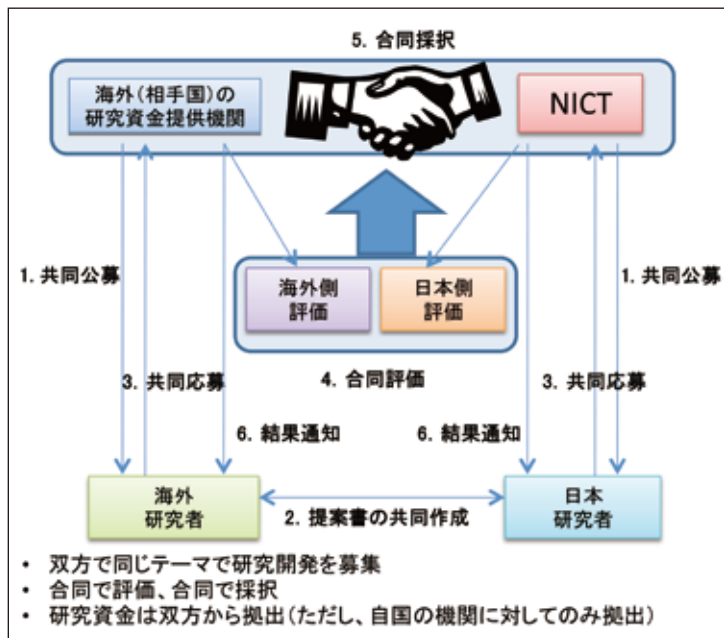 5. 合同採択
海外(相手国)の
研究資金提供機関
NICT
1. 共同公募
1. 共同公募
海外側
評価
日本側
評価
3. 共同応募
4. 合同評価
3. 共同応募
6. 結果通知
6. 結果通知
海外
研究者
2. 提案書の共同作成
日本
研究者
• 双方で同じテーマで研究開発を募集
• 合同で評価、合同で採択
• 研究資金は双方から拠出(ただし、自国の機関に対してのみ拠出)